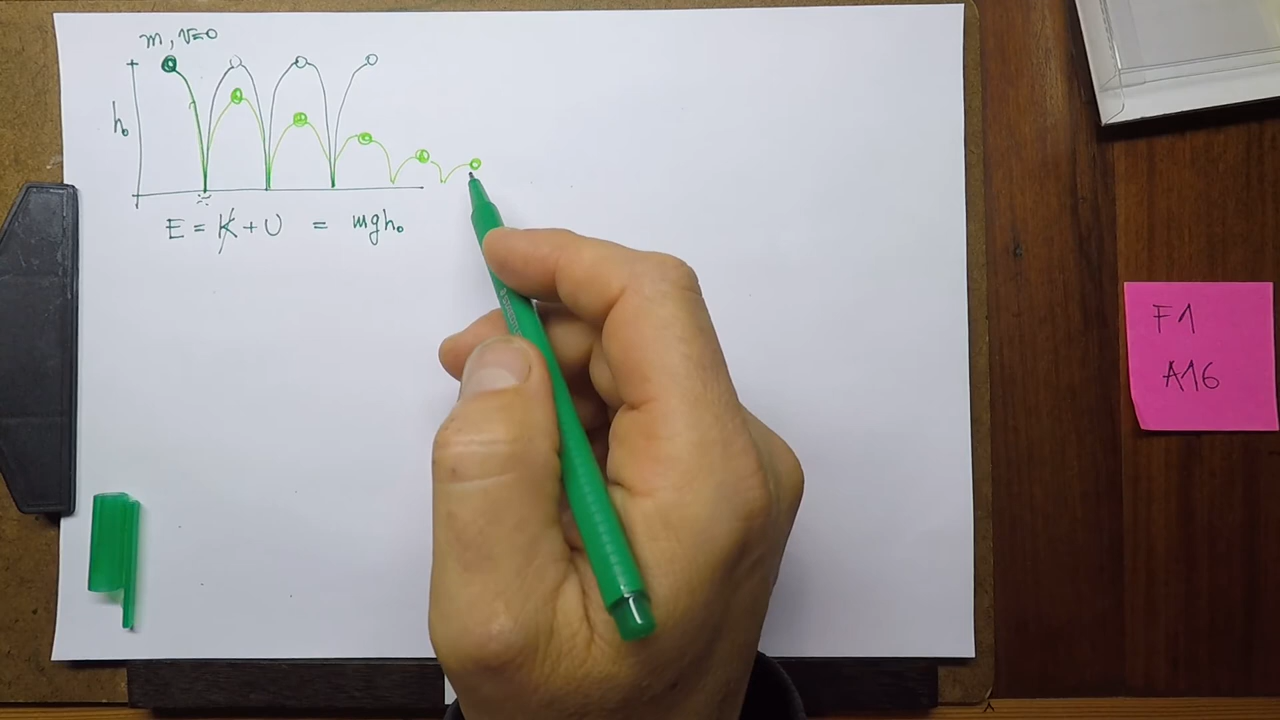 m, v=0
h₀
E = K + U = mgh₀
F1
A16